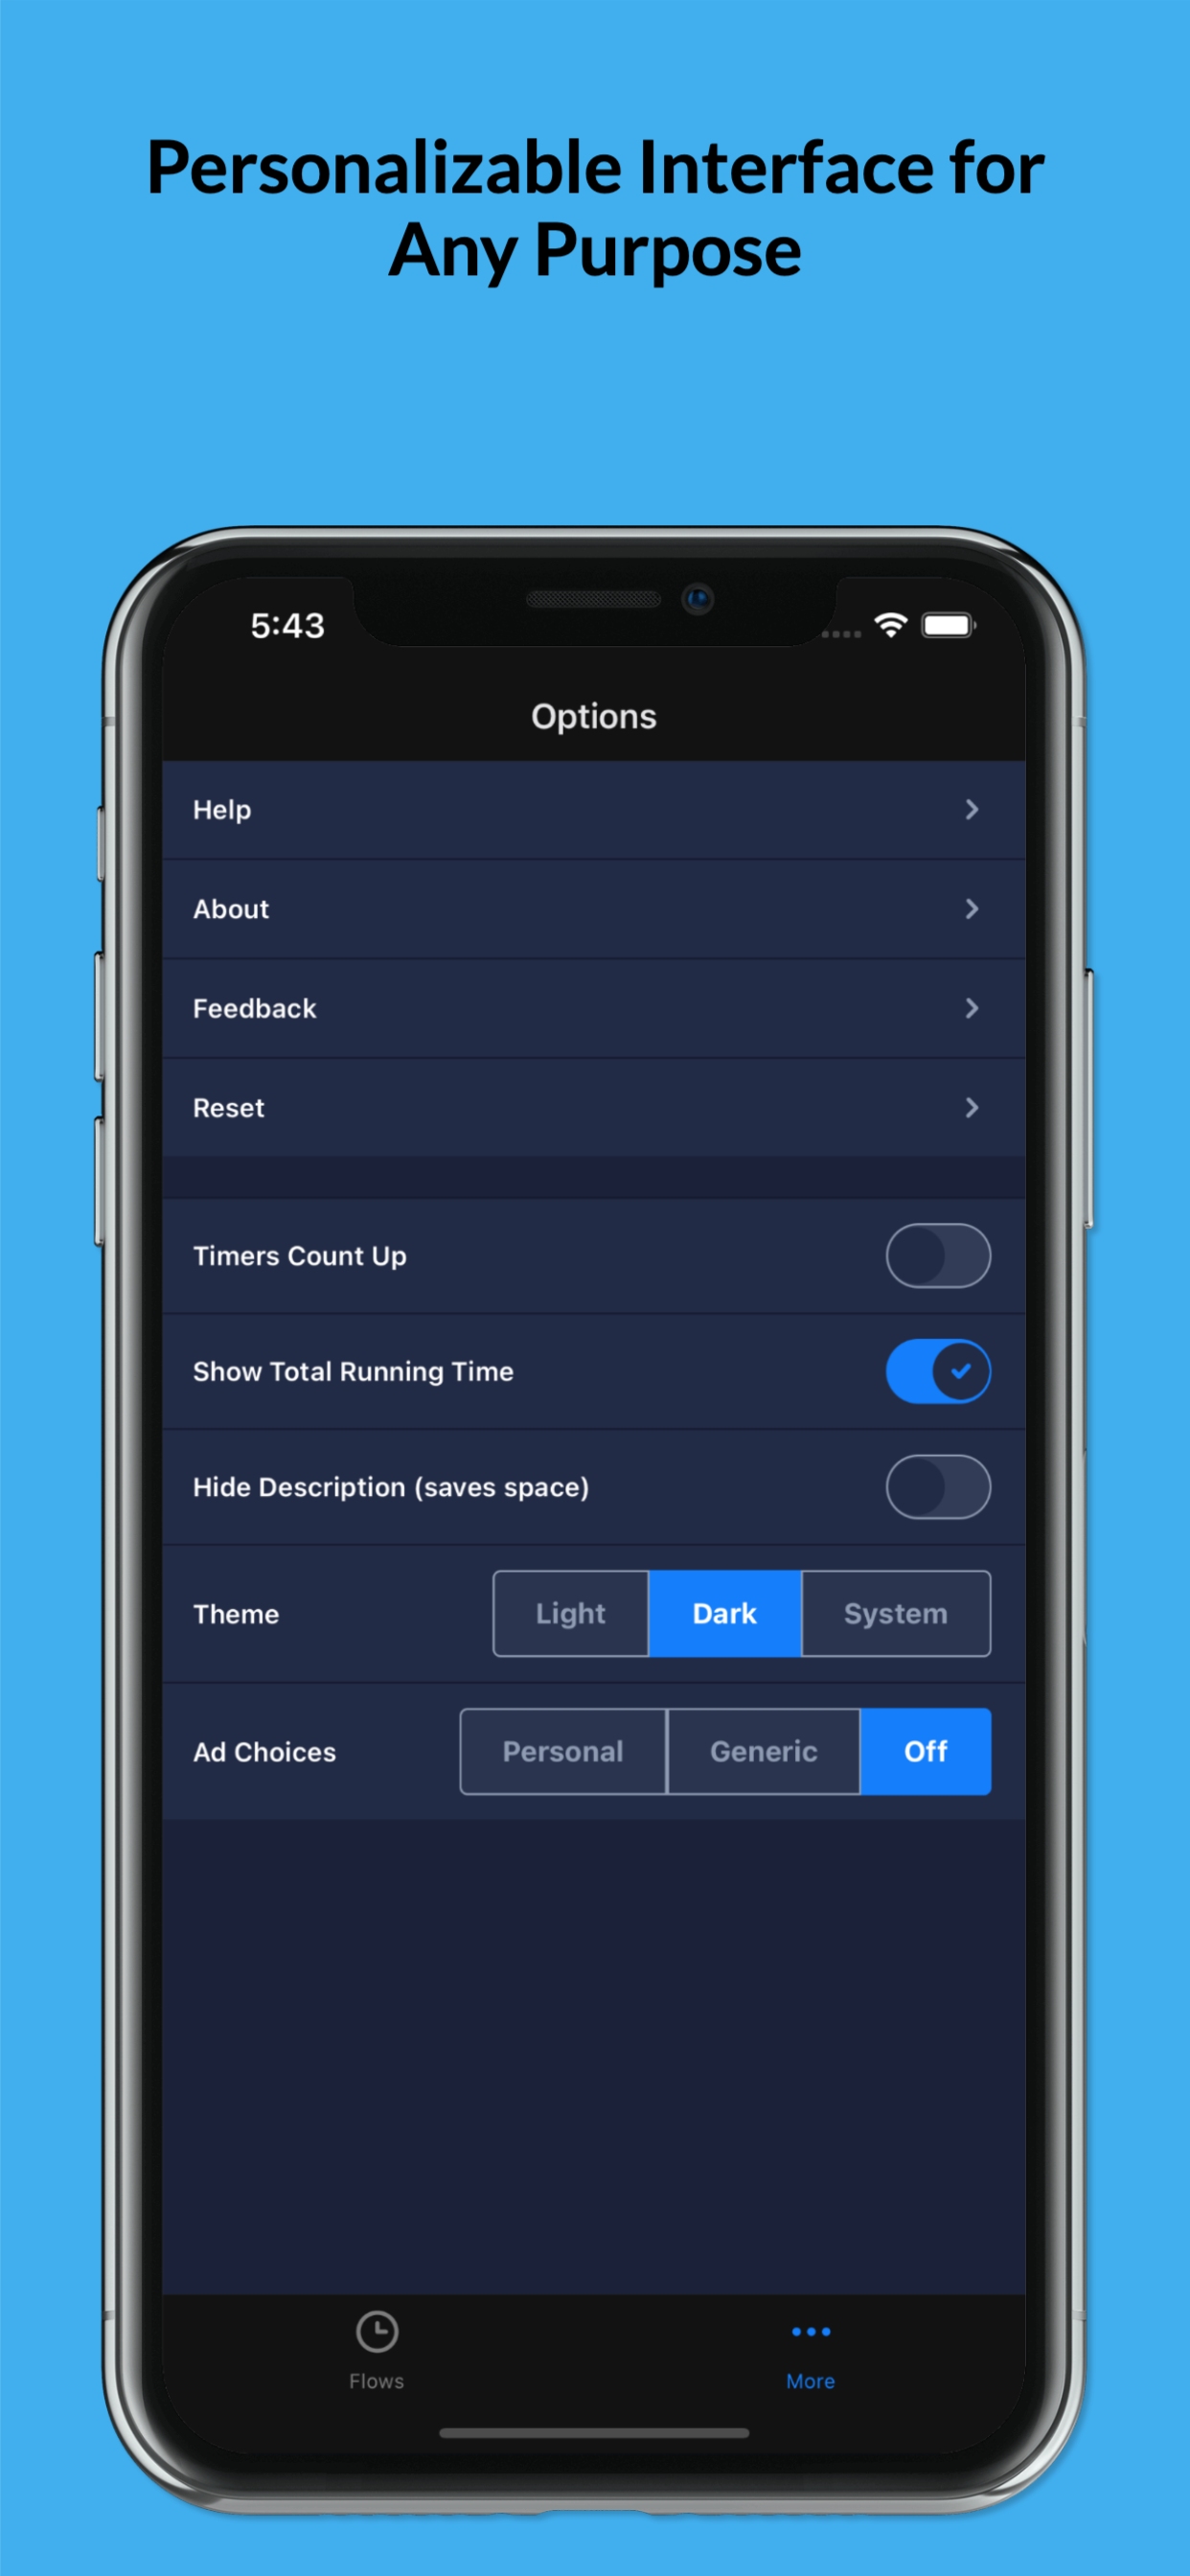 Personalizable Interface for
Any Purpose
5:43
Options
Help
About
Feedback
Reset
Timers Count Up
Show Total Running Time
Hide Description (saves space)
Theme Light Dark System
Ad Choices Personal Generic Off
Flows More